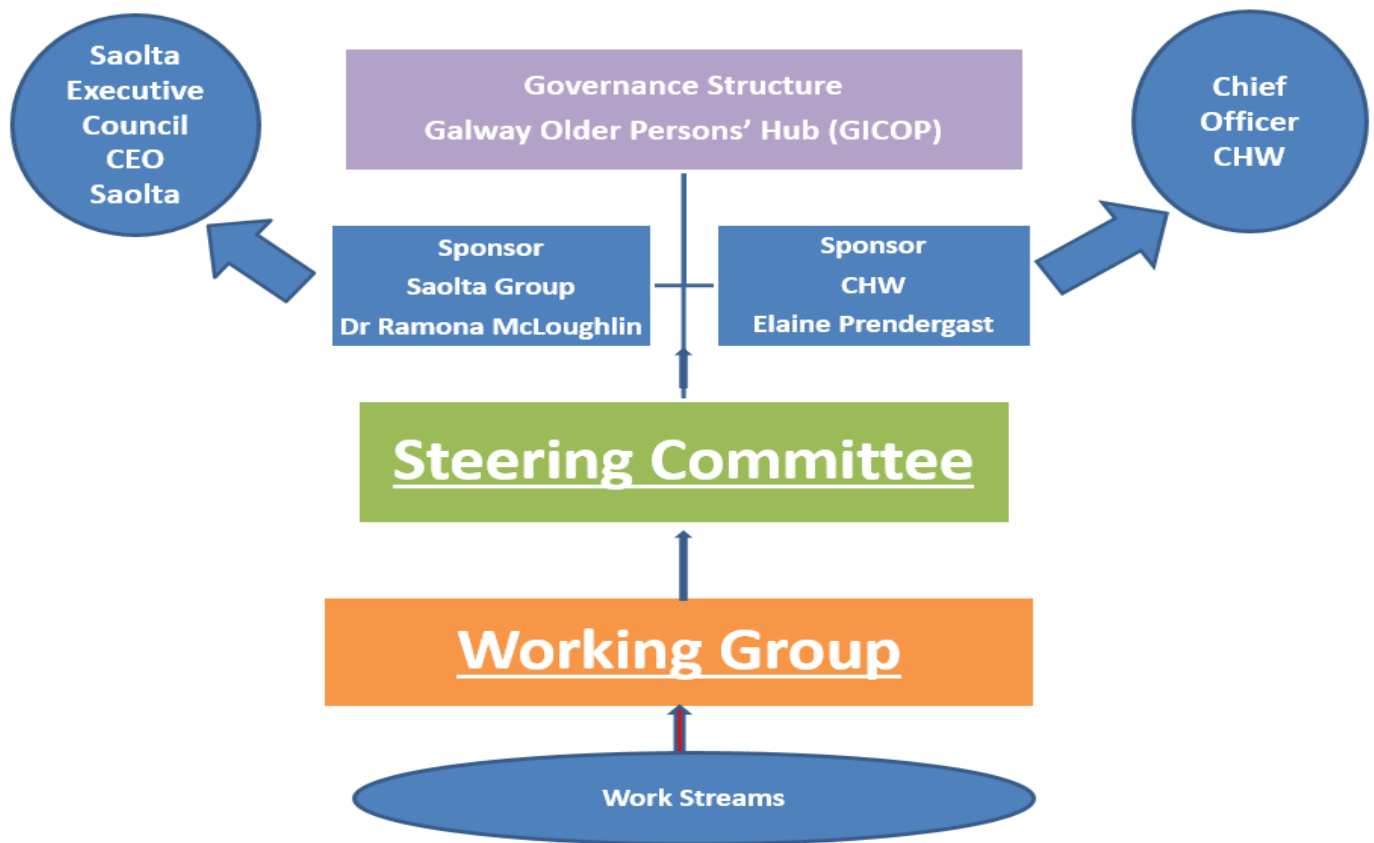 Saolta
Executive
Council
CEO
Saolta
Governance Structure
Galway Older Persons’ Hub (GICOP)
Chief
Officer
CHW
Sponsor
Saolta Group
Dr Ramona McLoughlin
Sponsor
CHW
Elaine Prendergast
Steering Committee
Working Group
Work Streams